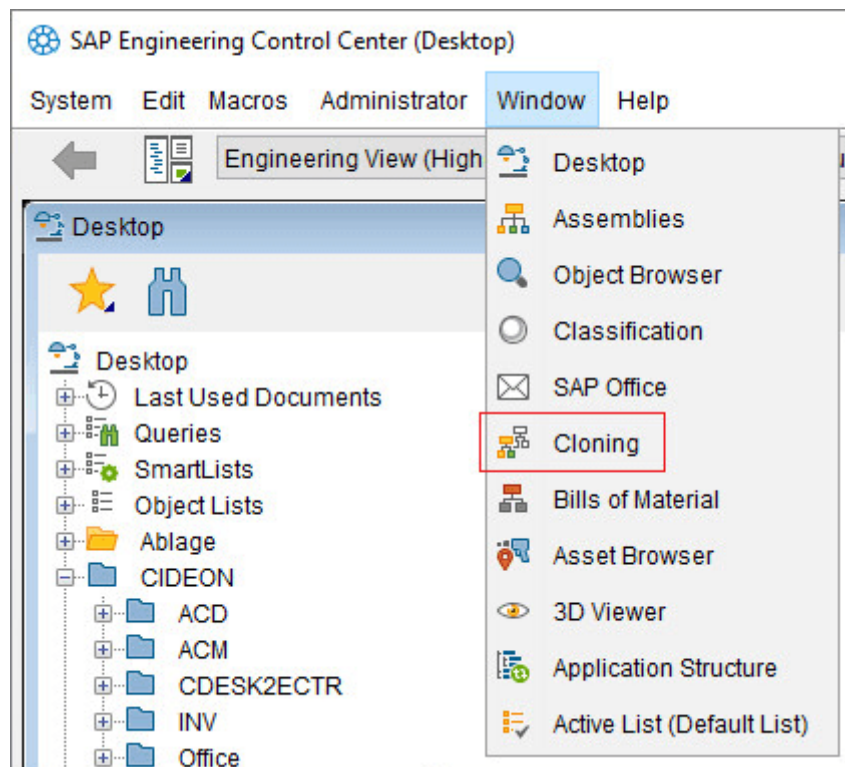 SAP Engineering Control Center (Desktop)
System Edit Macros Administrator Window Help
Engineering View (High
Desktop
Assemblies
Object Browser
Classification
SAP Office
Cloning
Bills of Material
Asset Browser
3D Viewer
Application Structure
Active List (Default List)
Desktop
Desktop
Last Used Documents
Queries
SmartLists
Object Lists
Ablage
CIDEON
ACD
ACM
CDESK2ECTR
INV
Office